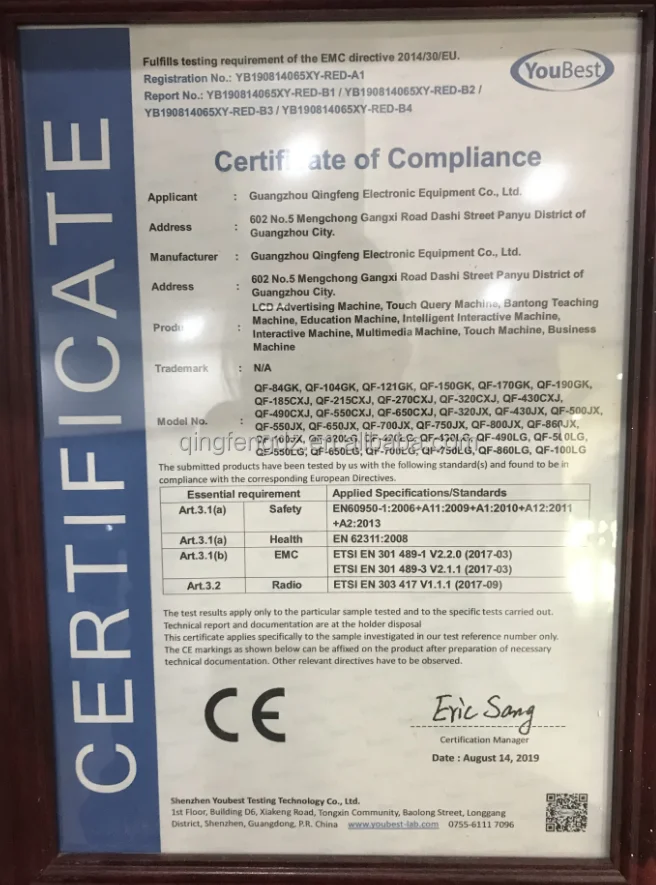 CERTIFICATE
Fulfills testing requirement of the EMC directive 2014/30/EU.
Registration No.: YB190814065XY-RED-A1
Report No.: YB190814065XY-RED-B1 / YB190814065XY-RED-B2 /
YB190814065XY-RED-B3 / YB190814065XY-RED-B4
YouBest
Certif ate of Compliance
Applicant : Guangzhou Qingfeng Electronic Equipment Co., Ltd.
Address : 602 No.5 Mengchong Gangxi Road Dashi Street Panyu District of
Guangzhou City.
Manufacturer : Guangzhou Qingfeng Electronic Equipment Co., Ltd.
Address : 602 No.5 Mengchong Gangxi Road Dashi Street Panyu District of
Guangzhou City.
Produ : LCD Advertising Machine, Touch Query Machine, Bantong Teaching
Machine, Education Machine, Intelligent Interactive Machine,
Interactive Machine, Multimedia Machine, Touch Machine, Business
Machine
Trademark : N/A
Model No. : QF-84GK, QF-104GK, QF-121GK, QF-150GK, QF-170GK, QF-190GK,
QF-185CXJ, QF-215CXJ, QF-270CXJ, QF-320CXJ, QF-430CXJ,
QF-490CXJ, QF-550CXJ, QF-650CXJ, QF-320JX, QF-430JX, QF-500JX,
QF-550JX, QF-650JX, QF-700JX, QF-750JX, QF-800JX, QF-860JX,
QF-320LG, QF-420LG, QF-470LG, QF-490LG, QF-500LG,
QF-550LG, QF-650LG, QF-700LG, QF-750LG, QF-860LG, QF-100LG
The submitted products have been tested by us with the following standard(s) and found to be in
compliance with the corresponding European Directives.
Essential requirement Applied Specifications/Standards
Art.3.1(a) Safety EN60950-1:2006+A11:2009+A1:2010+A12:2011
+A2:2013
Art.3.1(a) Health EN 62311:2008
Art.3.1(b) EMC ETSI EN 301 489-1 V2.2.0 (2017-03)
ETSI EN 301 489-3 V2.1.1 (2017-03)
Art.3.2 Radio ETSI EN 303 417 V1.1.1 (2017-09)
The test results apply only to the particular sample tested and to the specific tests carried out.
Technical report and documentation are at the holder disposal
This certificate applies specifically to the sample investigated in our test reference number only.
The CE markings as shown below can be affixed on the product after preparation of necessary
technical documentation. Other relevant directives have to be observed.
CE
Eric Sang
Certification Manager
Date : August 14, 2019
Shenzhen Youbest Testing Technology Co., Ltd.
1st Floor, Building D6, Xiakeng Road, Tongxin Community, Baolong Street, Longgang
District, Shenzhen, Guangdong, P.R. China www.youbest-lab.com 0755-6111 7096